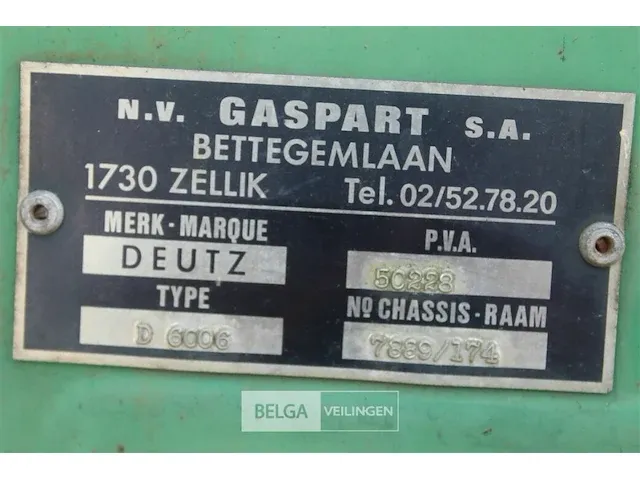 N.V. GASPART S.A.
BETTEGEMLAAN
1730 ZELLIK Tel. 02/52.78.20
MERK-MARQUE P.V.A.
DEUTZ 50228
TYPE No CHASSIS-RAAM
D 6006 7869/174
BELGA VEILINGEN